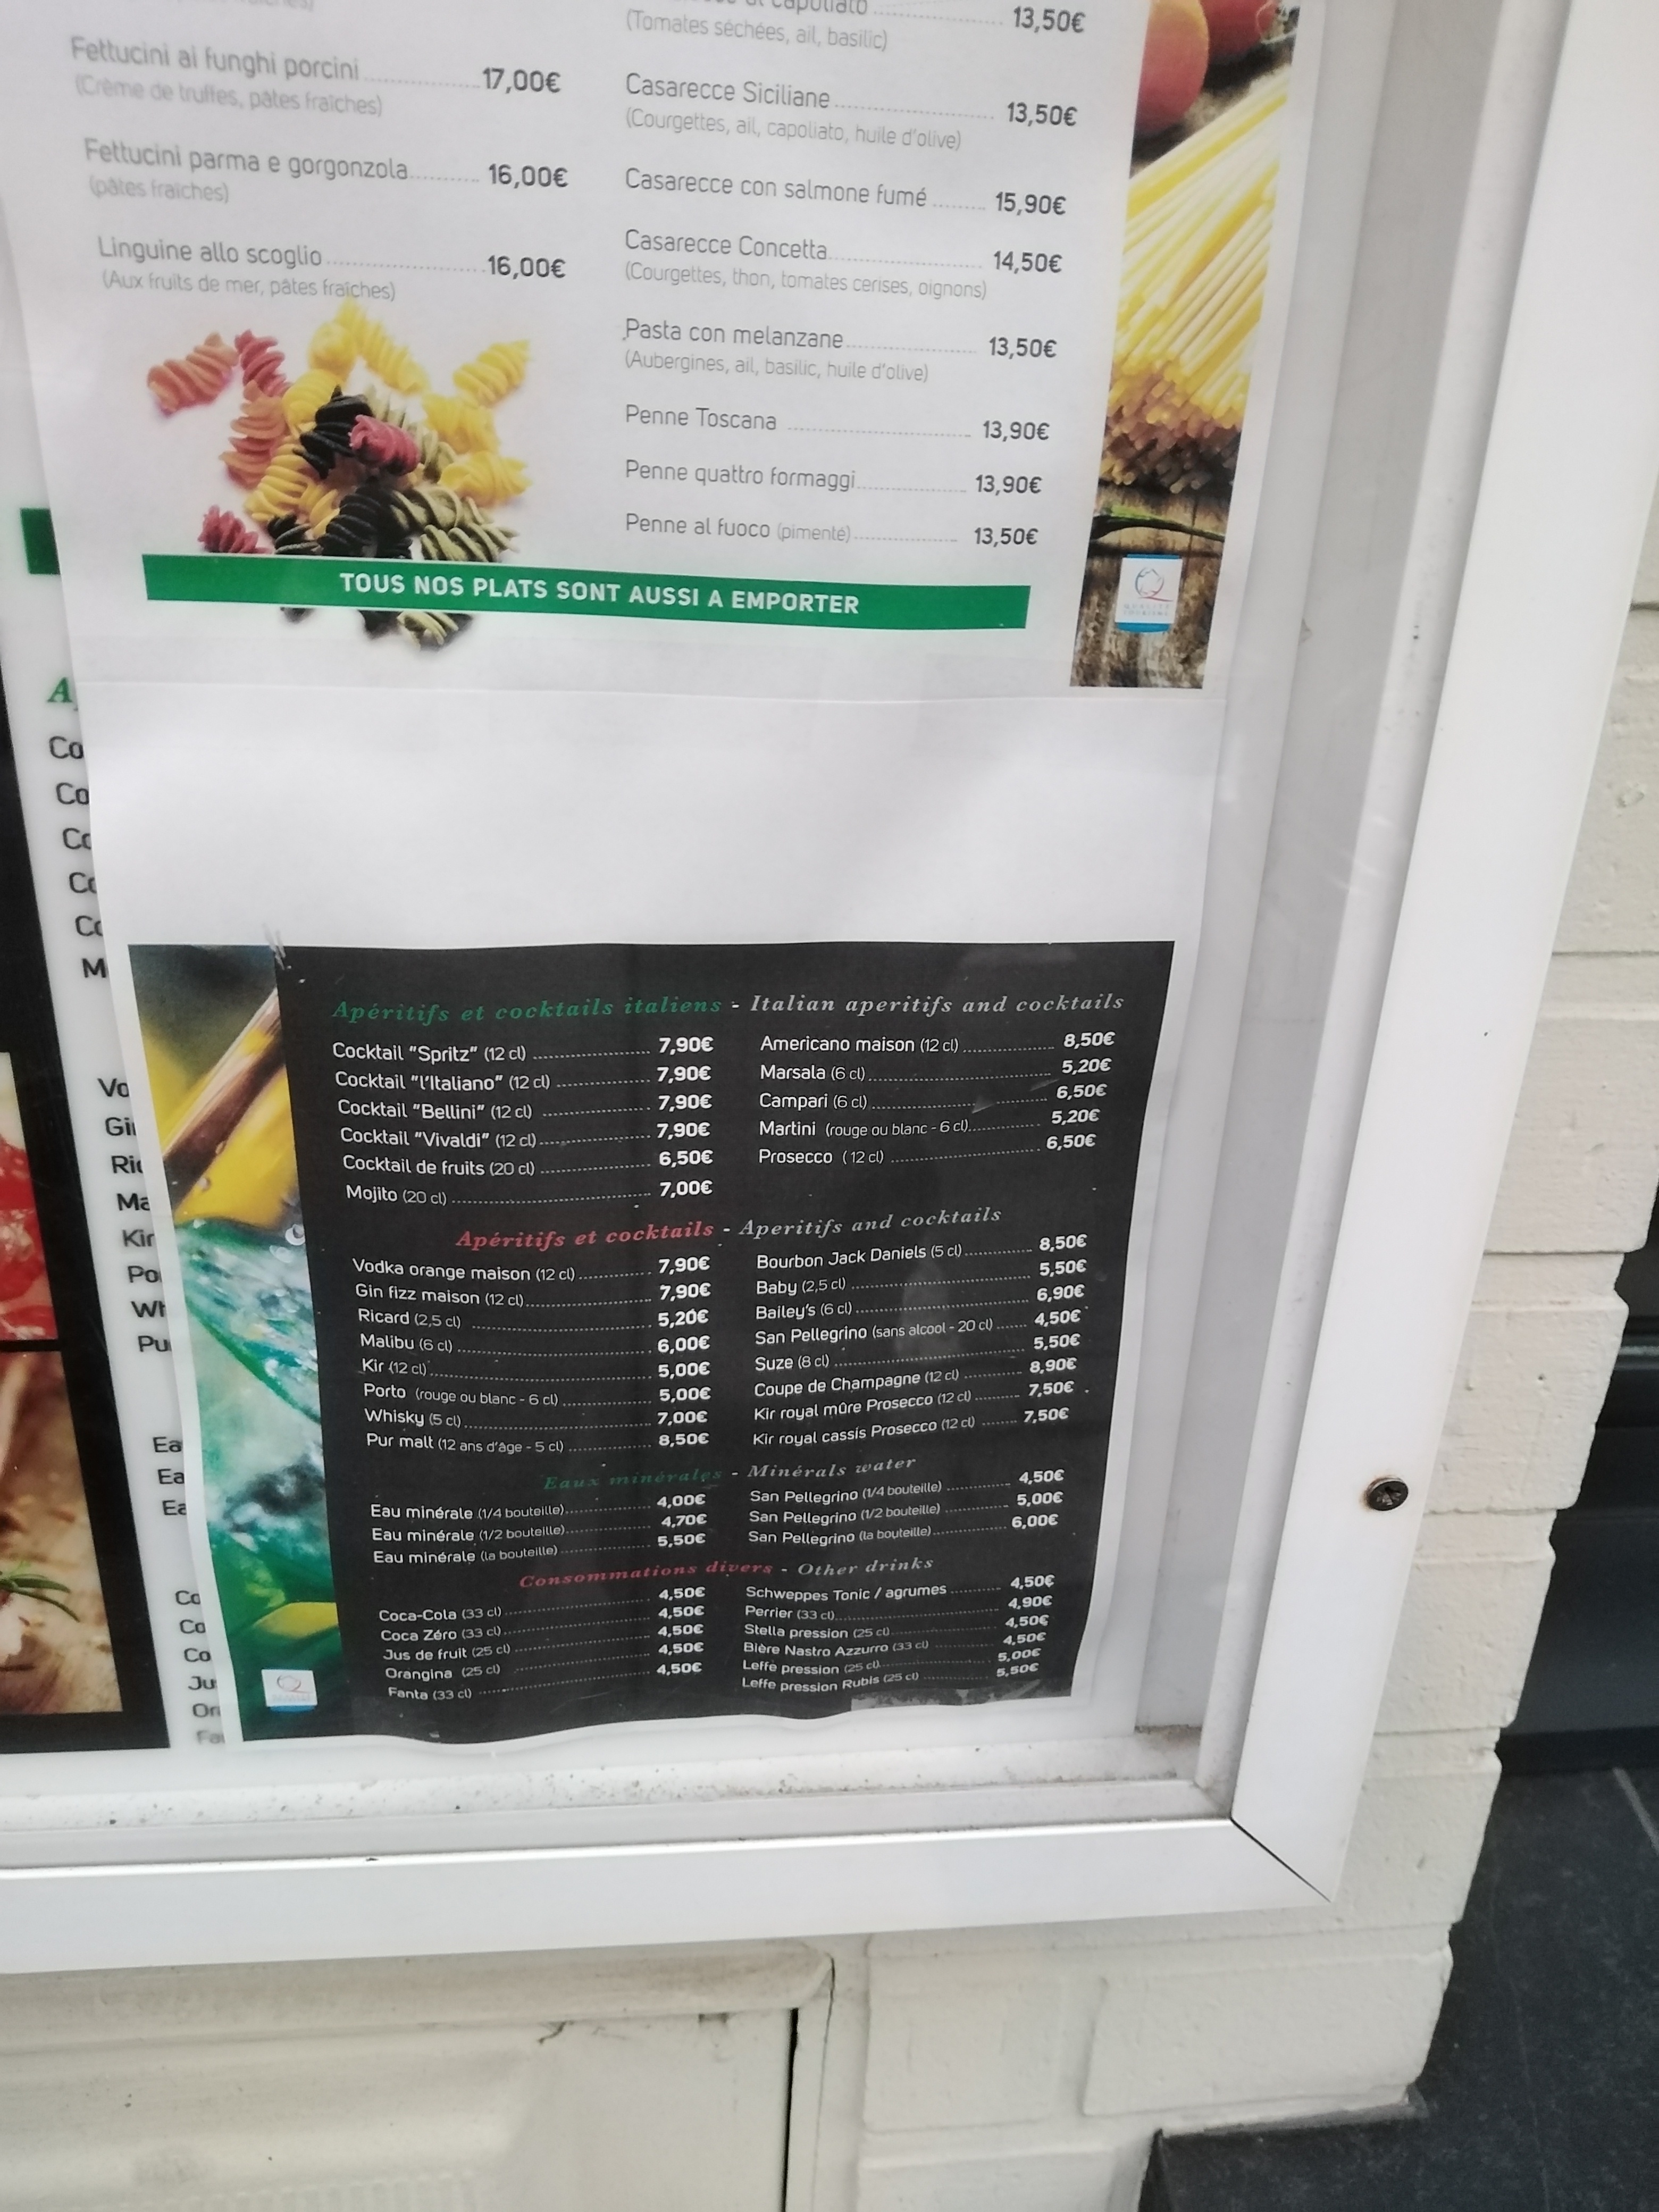 Fettucini ai funghi porcini 17,00€
(Crème de truffes, pâtes fraîches)
Fettucini parma e gorgonzola 16,00€
(pâtes fraîches)
Linguine allo scoglio 16,00€
(Aux fruits de mer, pâtes fraîches)
13,50€
(Tomates séchées, ail, basilic)
Casarecce Siciliane 13,50€
(Courgettes, ail, capoliato, huile d'olive)
Casarecce con salmone fumé 15,90€
Casarecce Concetta 14,50€
(Courgettes, thon, tomates cerises, oignons)
Pasta con melanzane 13,50€
(Aubergines, ail, basilic, huile d'olive)
Penne Toscana 13,90€
Penne quattro formaggi 13,90€
Penne al fuoco (pimenté) 13,50€
TOUS NOS PLATS SONT AUSSI A EMPORTER
Apéritifs et cocktails italiens - Italian aperitifs and cocktails
Cocktail "Spritz" (12 cl) 7,90€
Cocktail "l'Italiano" (12 cl) 7,90€
Cocktail "Bellini" (12 cl) 7,90€
Cocktail "Vivaldi" (12 cl) 7,90€
Cocktail de fruits (20 cl) 6,50€
Mojito (20 cl) 7,00€
Americano maison (12 cl) 8,50€
Marsala (6 cl) 5,20€
Campari (6 cl) 6,50€
Martini (rouge ou blanc - 6 cl) 5,20€
Prosecco (12 cl) 6,50€
Apéritifs et cocktails - Aperitifs and cocktails
Vodka orange maison (12 cl) 7,90€
Gin fizz maison (12 cl) 7,90€
Ricard (2,5 cl) 5,20€
Malibu (6 cl) 6,00€
Kir (12 cl) 5,00€
Porto (rouge ou blanc - 6 cl) 5,00€
Whisky (5 cl) 7,00€
Pur malt (12 ans d'âge - 5 cl) 8,50€
Bourbon Jack Daniels (5 cl) 8,50€
Baby (2,5 cl) 5,50€
Bailey's (6 cl) 6,90€
San Pellegrino (sans alcool - 20 cl) 4,50€
Suze (8 cl) 5,50€
Coupe de Champagne (12 cl) 8,90€
Kir royal mûre Prosecco (12 cl) 7,50€
Kir royal cassis Prosecco (12 cl) 7,50€
Eaux minérales - Minérals water
Eau minérale (1/4 bouteille) 4,00€
Eau minérale (1/2 bouteille) 4,70€
Eau minérale (la bouteille) 5,50€
San Pellegrino (1/4 bouteille) 4,50€
San Pellegrino (1/2 bouteille) 5,00€
San Pellegrino (la bouteille) 6,00€
Consommations divers - Other drinks
Coca-Cola (33 cl) 4,50€
Coca Zéro (33 cl) 4,50€
Jus de fruit (25 cl) 4,50€
Orangina (25 cl) 4,50€
Fanta (33 cl) 4,50€
Schweppes Tonic / agrumes 4,50€
Perrier (33 cl) 4,90€
Stella pression (25 cl) 4,50€
Bière Nastro Azzurro (33 cl) 4,50€
Leffe pression (25 cl) 5,00€
Leffe pression Rubis (25 cl) 5,50€